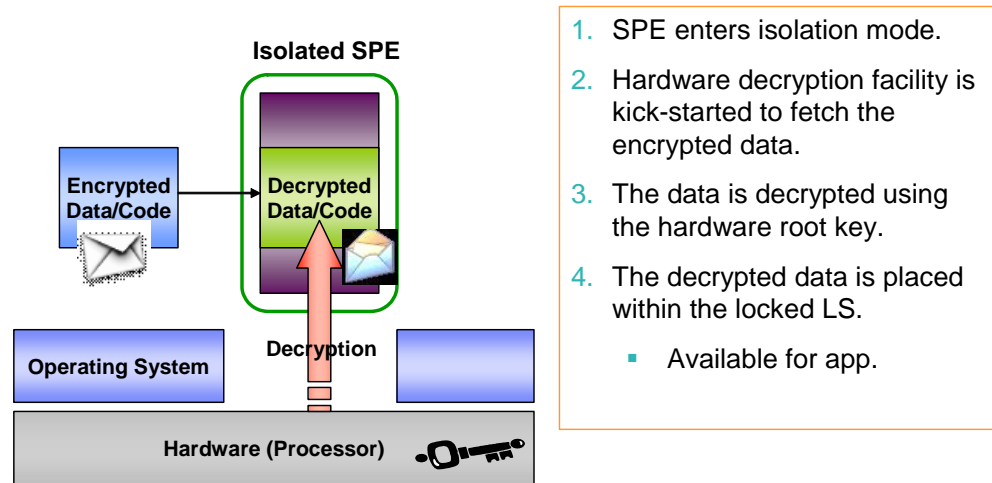 Isolated SPE
Encrypted
Data/Code
Decrypted
Data/Code
Decryption
Operating System
Hardware (Processor)
1. SPE enters isolation mode.
2. Hardware decryption facility is
kick-started to fetch the
encrypted data.
3. The data is decrypted using
the hardware root key.
4. The decrypted data is placed
within the locked LS.
▪ Available for app.